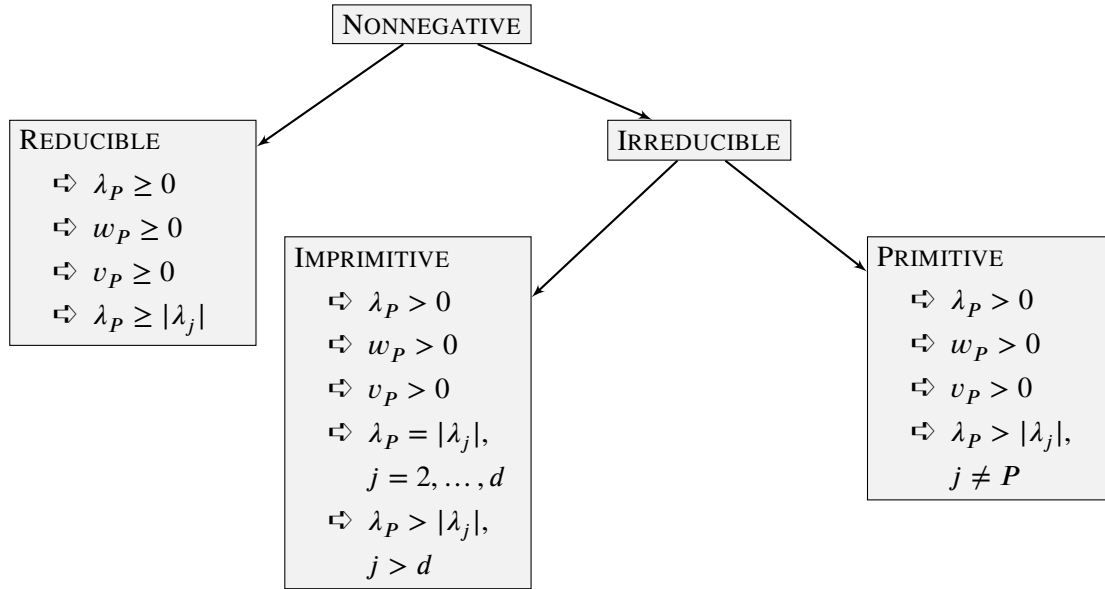 NONNEGATIVE
REDUCIBLE
➪ λ_P ≥ 0
➪ w_P ≥ 0
➪ v_P ≥ 0
➪ λ_P ≥ |λ_j|
IRREDUCIBLE
IMPRIMITIVE
➪ λ_P > 0
➪ w_P > 0
➪ v_P > 0
➪ λ_P = |λ_j|,
j = 2, … , d
➪ λ_P > |λ_j|,
j > d
PRIMITIVE
➪ λ_P > 0
➪ w_P > 0
➪ v_P > 0
➪ λ_P > |λ_j|,
j ≠ P